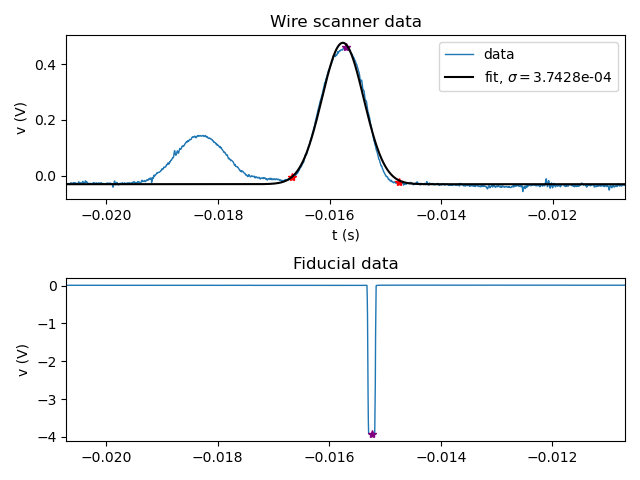 Wire scanner data
v (V)
0.4
0.2
0.0
data
fit, σ = 3.7428e-04
−0.020 −0.018 −0.016 −0.014 −0.012
t (s)
Fiducial data
v (V)
0
−1
−2
−3
−4
−0.020 −0.018 −0.016 −0.014 −0.012